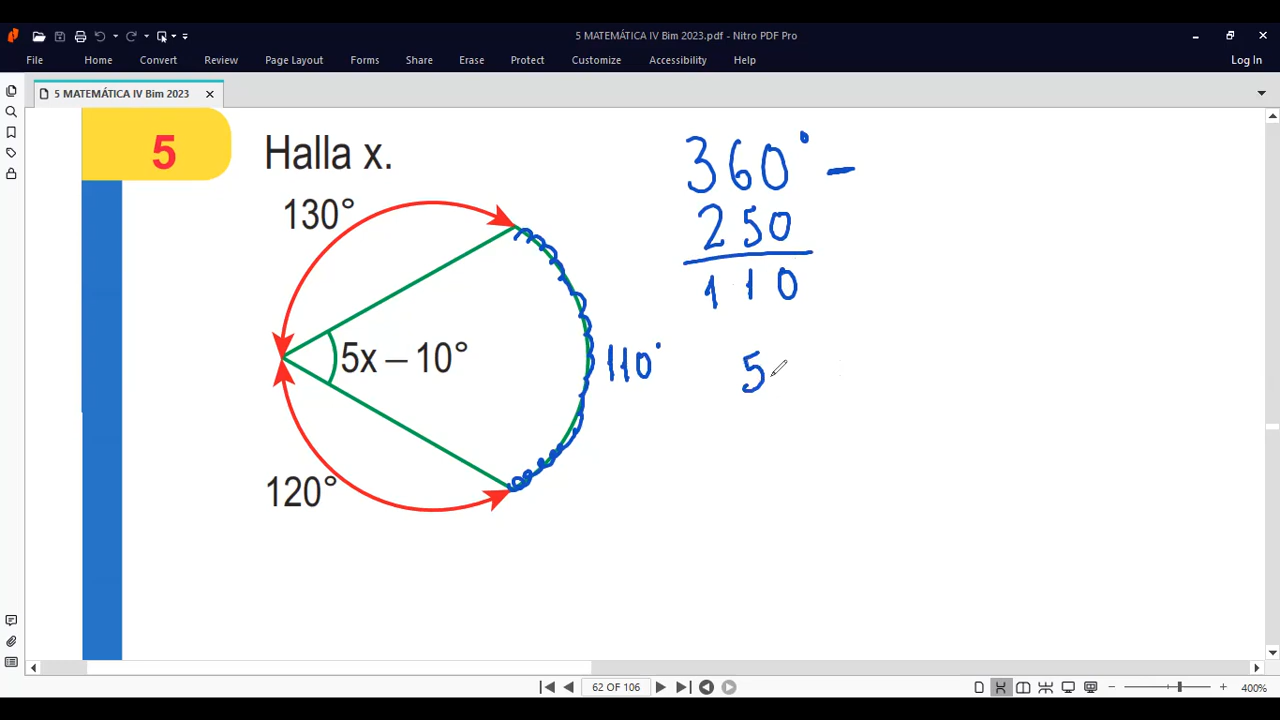 5 MATEMÁTICA IV Bim 2023.pdf - Nitro PDF Pro
File Home Convert Review Page Layout Forms Share Erase Protect Customize Accessibility Help Log In
5 MATEMÁTICA IV Bim 2023
5 Halla x.
130°
5x – 10°
120°
110°
360° –
250
110
5
62 OF 106
400%